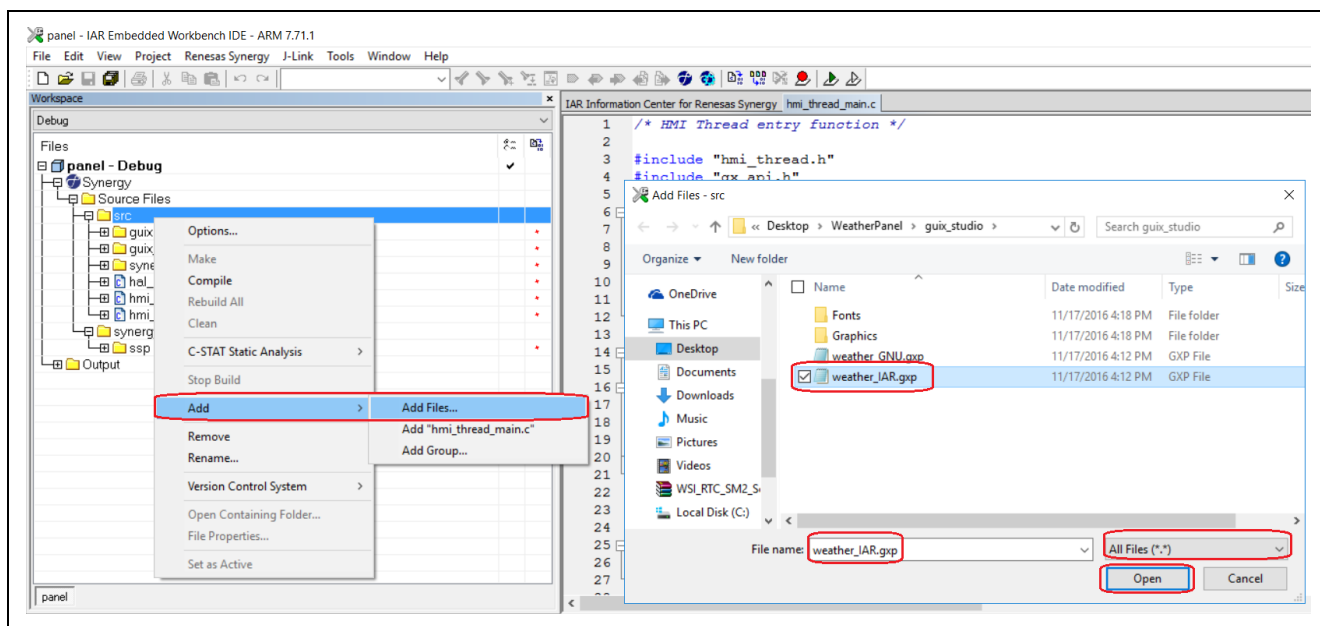 panel - IAR Embedded Workbench IDE - ARM 7.71.1
File Edit View Project Renesas Synergy J-Link Tools Window Help
Workspace
Debug
Files
panel - Debug
Synergy
Source Files
src
guix
guix
syne
hal_
hmi_
hmi_
synerg
ssp
Output
panel
Options...
Make
Compile
Rebuild All
Clean
C-STAT Static Analysis
Stop Build
Add
Remove
Rename...
Version Control System
Open Containing Folder...
File Properties...
Set as Active
Add Files...
Add "hmi_thread_main.c"
Add Group...
IAR Information Center for Renesas Synergy hmi_thread_main.c
1 /* HMI Thread entry function */
2
3 #include "hmi_thread.h"
4 #include "gx_api.h"
5
6
7
8
9
10
11
12
13
14
15
16
17
18
19
20
21
22
23
24
25
26
27
Add Files - src
« Desktop > WeatherPanel > guix_studio >
Search guix_studio
Organize New folder
OneDrive
This PC
Desktop
Documents
Downloads
Music
Pictures
Videos
WSI_RTC_SM2_S
Local Disk (C:)
Name Date modified Type Size
Fonts 11/17/2016 4:18 PM File folder
Graphics 11/17/2016 4:18 PM File folder
weather_GNU.gxp 11/17/2016 4:12 PM GXP File
weather_IAR.gxp 11/17/2016 4:12 PM GXP File
File name: weather_IAR.gxp All Files (*.*)
Open Cancel